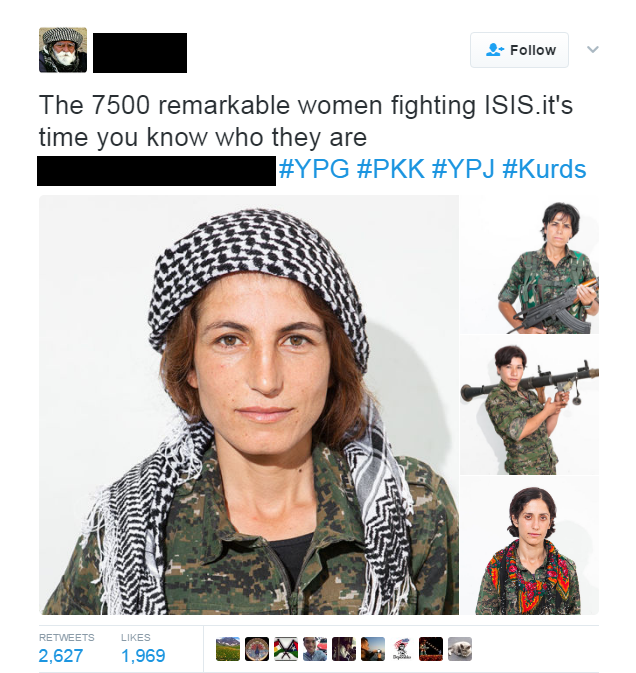 Follow
The 7500 remarkable women fighting ISIS.it's
time you know who they are
#YPG #PKK #YPJ #Kurds
RETWEETS LIKES
2,627 1,969